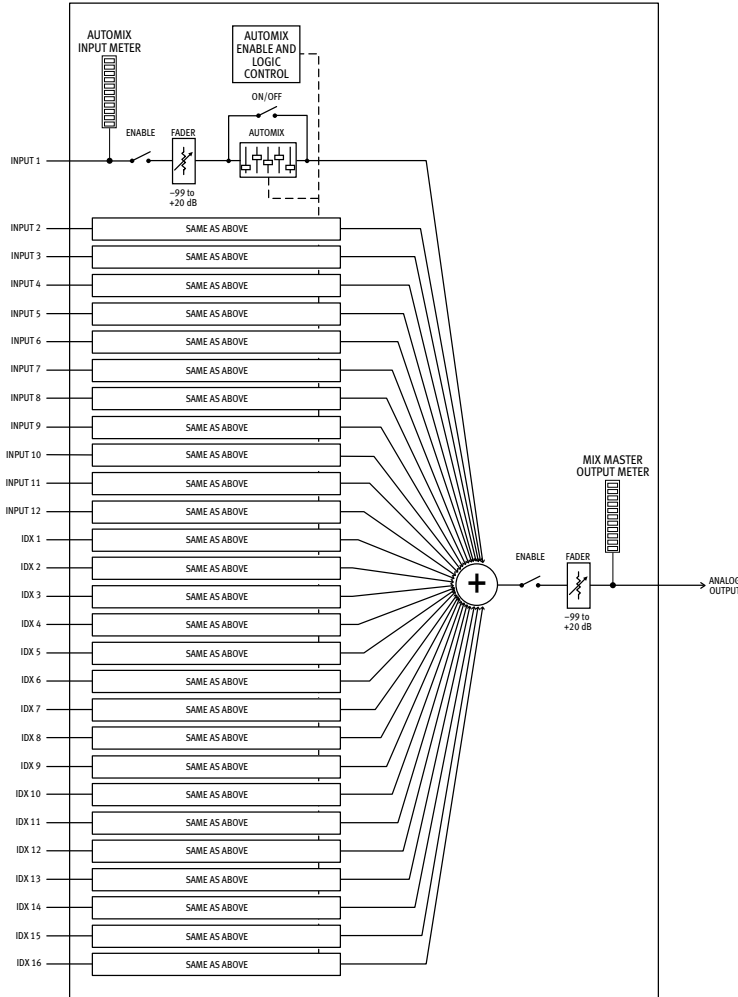 AUTOMIX
INPUT METER
AUTOMIX
ENABLE AND
LOGIC
CONTROL
ON/OFF
ENABLE
FADER
AUTOMIX
INPUT 1
–99 to
+20 dB
INPUT 2
SAME AS ABOVE
INPUT 3
SAME AS ABOVE
INPUT 4
SAME AS ABOVE
INPUT 5
SAME AS ABOVE
INPUT 6
SAME AS ABOVE
INPUT 7
SAME AS ABOVE
INPUT 8
SAME AS ABOVE
INPUT 9
SAME AS ABOVE
INPUT 10
SAME AS ABOVE
INPUT 11
SAME AS ABOVE
INPUT 12
SAME AS ABOVE
IDX 1
SAME AS ABOVE
IDX 2
SAME AS ABOVE
IDX 3
SAME AS ABOVE
IDX 4
SAME AS ABOVE
IDX 5
SAME AS ABOVE
IDX 6
SAME AS ABOVE
IDX 7
SAME AS ABOVE
IDX 8
SAME AS ABOVE
IDX 9
SAME AS ABOVE
IDX 10
SAME AS ABOVE
IDX 11
SAME AS ABOVE
IDX 12
SAME AS ABOVE
IDX 13
SAME AS ABOVE
IDX 14
SAME AS ABOVE
IDX 15
SAME AS ABOVE
IDX 16
SAME AS ABOVE
+
MIX MASTER
OUTPUT METER
ENABLE
FADER
–99 to
+20 dB
ANALOG
OUTPUT